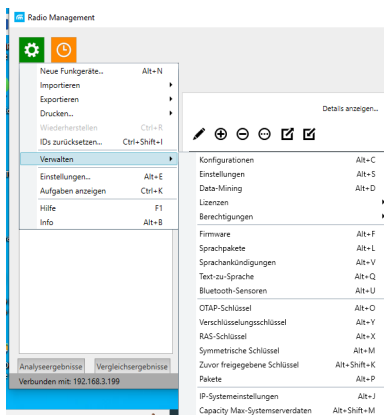 Radio Management
Neue Funkgeräte... Alt+N
Importieren
Exportieren
Drucken...
Wiederherstellen Ctrl+R
IDs zurücksetzen... Ctrl+Shift+I
Verwalten
Einstellungen... Alt+E
Aufgaben anzeigen Ctrl+K
Hilfe F1
Info Alt+B
Details anzeigen...
Konfigurationen Alt+C
Einstellungen Alt+S
Data-Mining Alt+D
Lizenzen
Berechtigungen
Firmware Alt+F
Sprachpakete Alt+L
Sprachankündigungen Alt+V
Text-zu-Sprache Alt+Q
Bluetooth-Sensoren Alt+U
OTAP-Schlüssel Alt+O
Verschlüsselungsschlüssel Alt+Y
RAS-Schlüssel Alt+X
Symmetrische Schlüssel Alt+M
Zuvor freigegebene Schlüssel Alt+Shift+K
Pakete Alt+P
IP-Systemeinstellungen Alt+J
Capacity Max-Systemserverdaten Alt+Shift+M
Analyseergebnisse Vergleichsergebnisse
Verbunden mit: 192.168.3.199